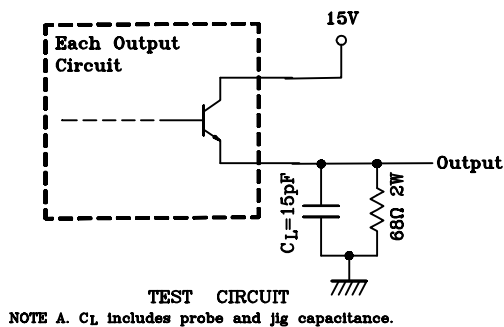 15V
Each Output
Circuit
Output
CL=15pF
68Ω 2W
TEST CIRCUIT
NOTE A. CL includes probe and jig capacitance.